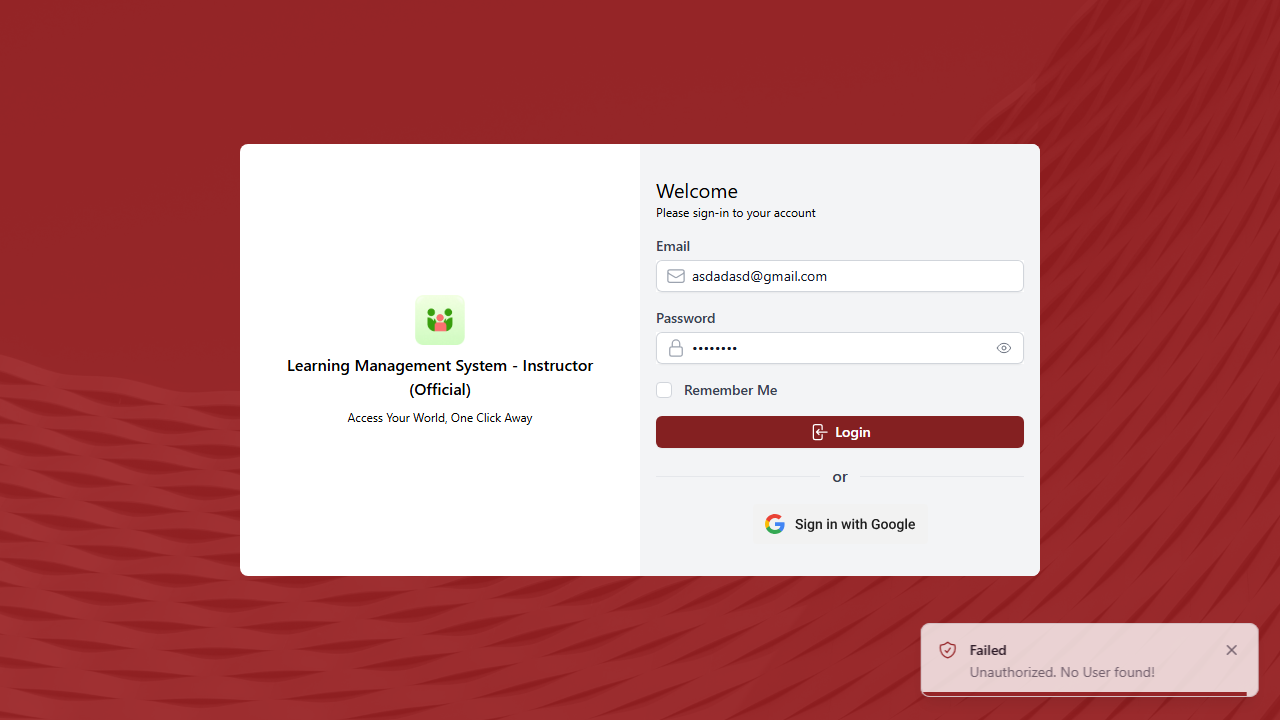 Learning Management System - Instructor
(Official)
Access Your World, One Click Away
Welcome
Please sign-in to your account
Email
asdadasd@gmail.com
Password
••••••••
Remember Me
Login
or
Sign in with Google
Failed
Unauthorized. No User found!